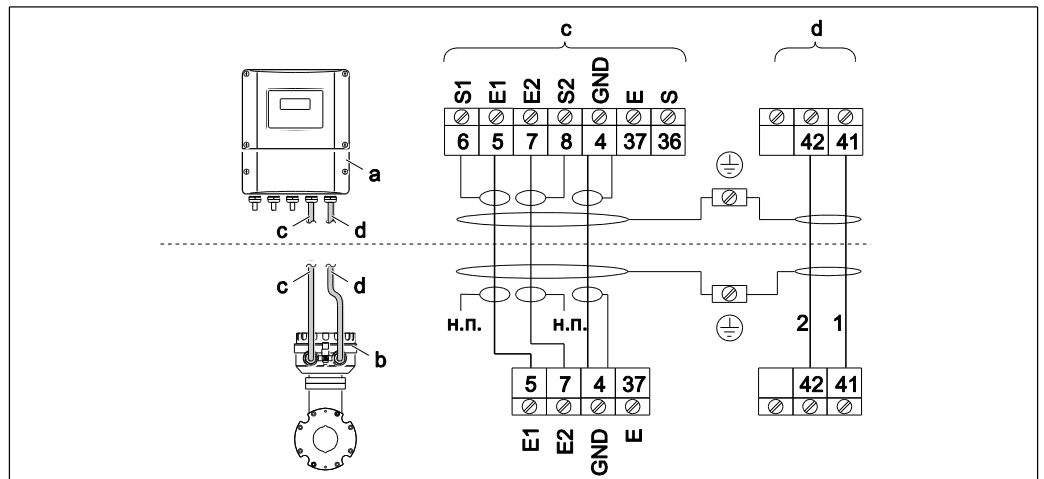 c
d
S1 E1 E2 S2 GND E S
6 5 7 8 4 37 36
42 41
a
c d
c d
н.п. н.п.
2 1
b
5 7 4 37
42 41
E1 E2 GND E